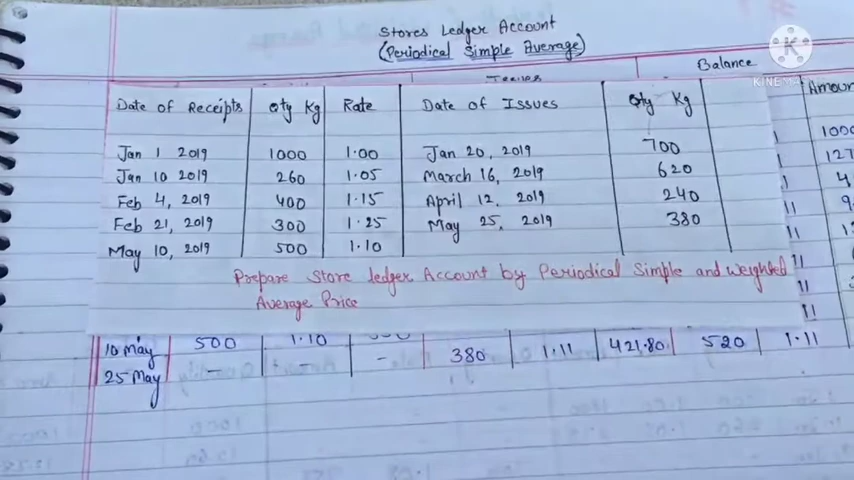 Stores Ledger Account
(Periodical Simple Average)
Balance
KINEMA
Date of Receipts Qty Kg Rate Date of Issues Qty Kg Amoun
Jan 1 2019 1000 1.00 Jan 20, 2019 700 1000
Jan 10 2019 260 1.05 March 16, 2019 620 127
Feb 4, 2019 400 1.15 April 12, 2019 240
Feb 21, 2019 300 1.25 May 25, 2019 380
May 10, 2019 500 1.10
Prepare Store ledger Account by Periodical Simple and weighted
Average Price
10 May 500 1.10
25 May - - - 380 1.11 421.80 520 1.11